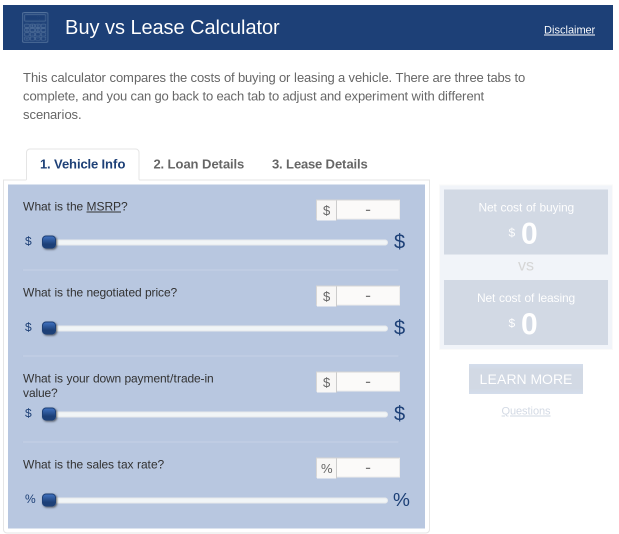 Buy vs Lease Calculator
Disclaimer
This calculator compares the costs of buying or leasing a vehicle. There are three tabs to
complete, and you can go back to each tab to adjust and experiment with different
scenarios.
1. Vehicle Info
2. Loan Details
3. Lease Details
What is the MSRP?
$ -
$ $
What is the negotiated price?
$ -
$ $
What is your down payment/trade-in
value?
$ -
$ $
What is the sales tax rate?
% -
% %
Net cost of buying
$ 0
VS
Net cost of leasing
$ 0
LEARN MORE
Questions